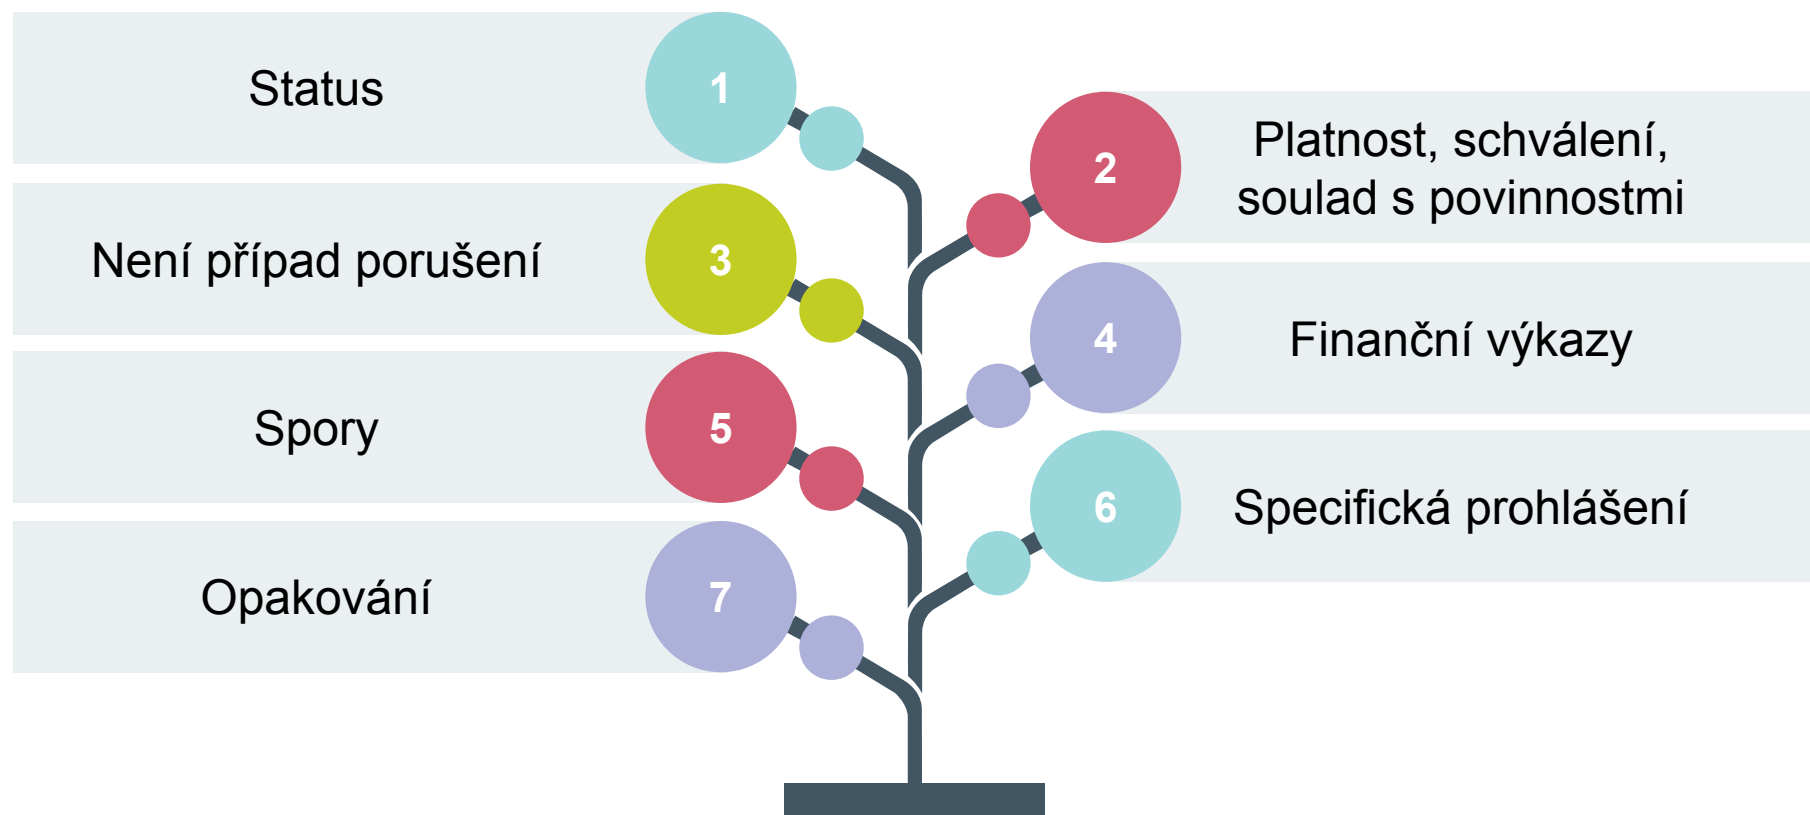 Status
1
2
Platnost, schválení,
soulad s povinnostmi
Není případ porušení
3
4
Finanční výkazy
Spory
5
6
Specifická prohlášení
Opakování
7